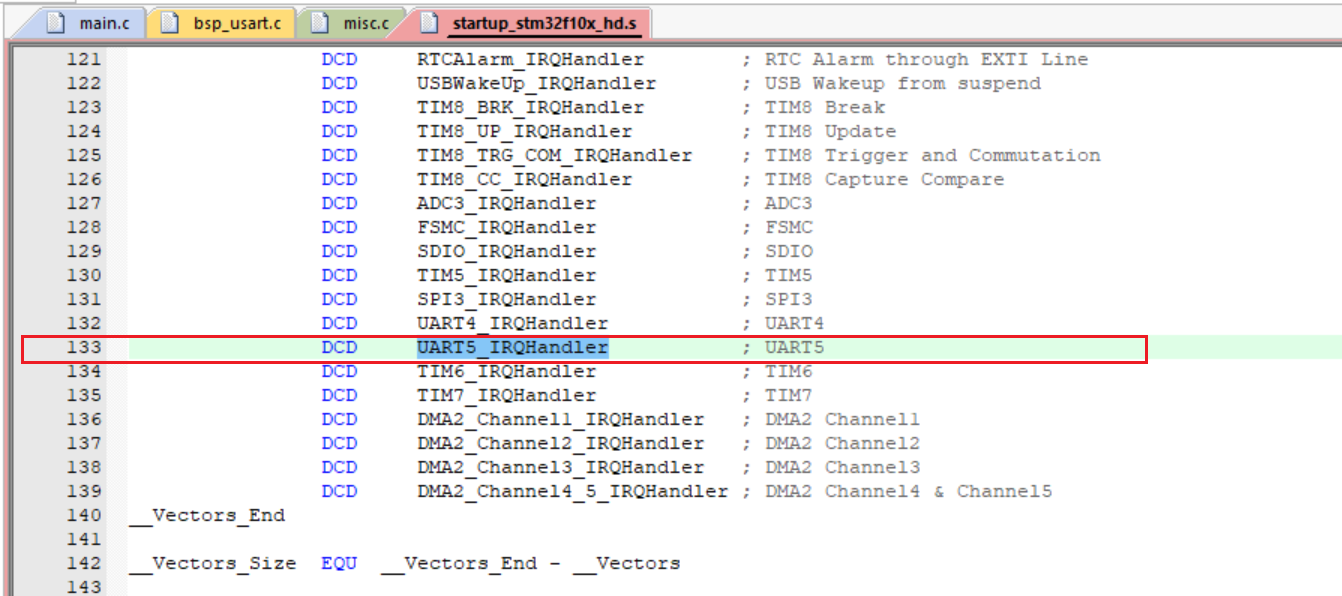 main.c bsp_usart.c misc.c startup_stm32f10x_hd.s
121 DCD RTCAlarm_IRQHandler ; RTC Alarm through EXTI Line
122 DCD USBWakeUp_IRQHandler ; USB Wakeup from suspend
123 DCD TIM8_BRK_IRQHandler ; TIM8 Break
124 DCD TIM8_UP_IRQHandler ; TIM8 Update
125 DCD TIM8_TRG_COM_IRQHandler ; TIM8 Trigger and Commutation
126 DCD TIM8_CC_IRQHandler ; TIM8 Capture Compare
127 DCD ADC3_IRQHandler ; ADC3
128 DCD FSMC_IRQHandler ; FSMC
129 DCD SDIO_IRQHandler ; SDIO
130 DCD TIM5_IRQHandler ; TIM5
131 DCD SPI3_IRQHandler ; SPI3
132 DCD UART4_IRQHandler ; UART4
133 DCD UART5_IRQHandler ; UART5
134 DCD TIM6_IRQHandler ; TIM6
135 DCD TIM7_IRQHandler ; TIM7
136 DCD DMA2_Channel1_IRQHandler ; DMA2 Channel1
137 DCD DMA2_Channel2_IRQHandler ; DMA2 Channel2
138 DCD DMA2_Channel3_IRQHandler ; DMA2 Channel3
139 DCD DMA2_Channel4_5_IRQHandler ; DMA2 Channel4 & Channel5
140 __Vectors_End
141
142 __Vectors_Size EQU __Vectors_End - __Vectors
143